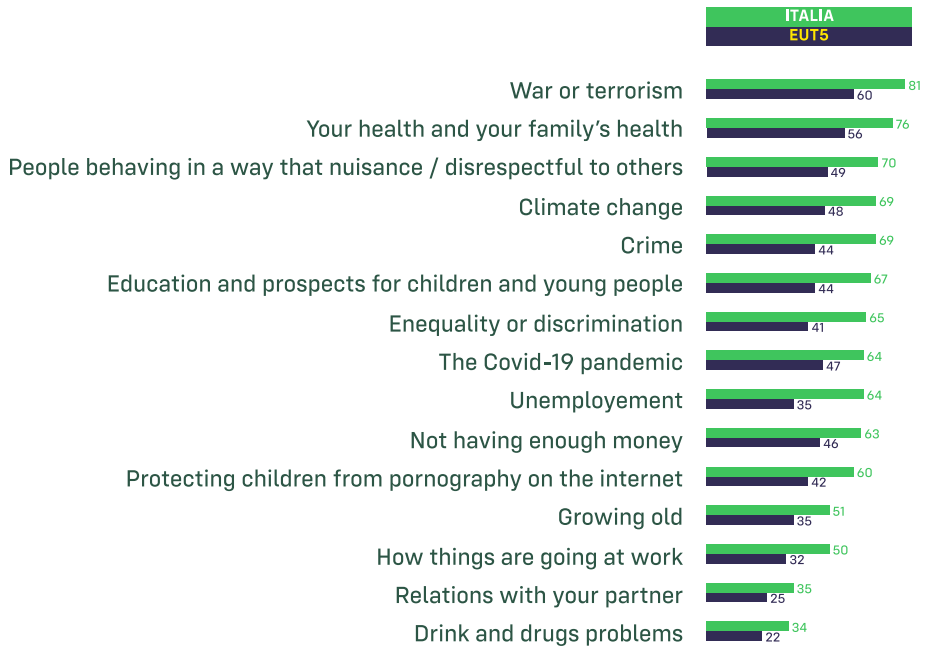 ITALIA
EUT5
War or terrorism 81 60
Your health and your family's health 76 56
People behaving in a way that nuisance / disrespectful to others 70 49
Climate change 69 48
Crime 69 44
Education and prospects for children and young people 67 44
Enequality or discrimination 65 41
The Covid-19 pandemic 64 47
Unemployement 64 35
Not having enough money 63 46
Protecting children from pornography on the internet 60 42
Growing old 51 35
How things are going at work 50 32
Relations with your partner 35 25
Drink and drugs problems 34 22